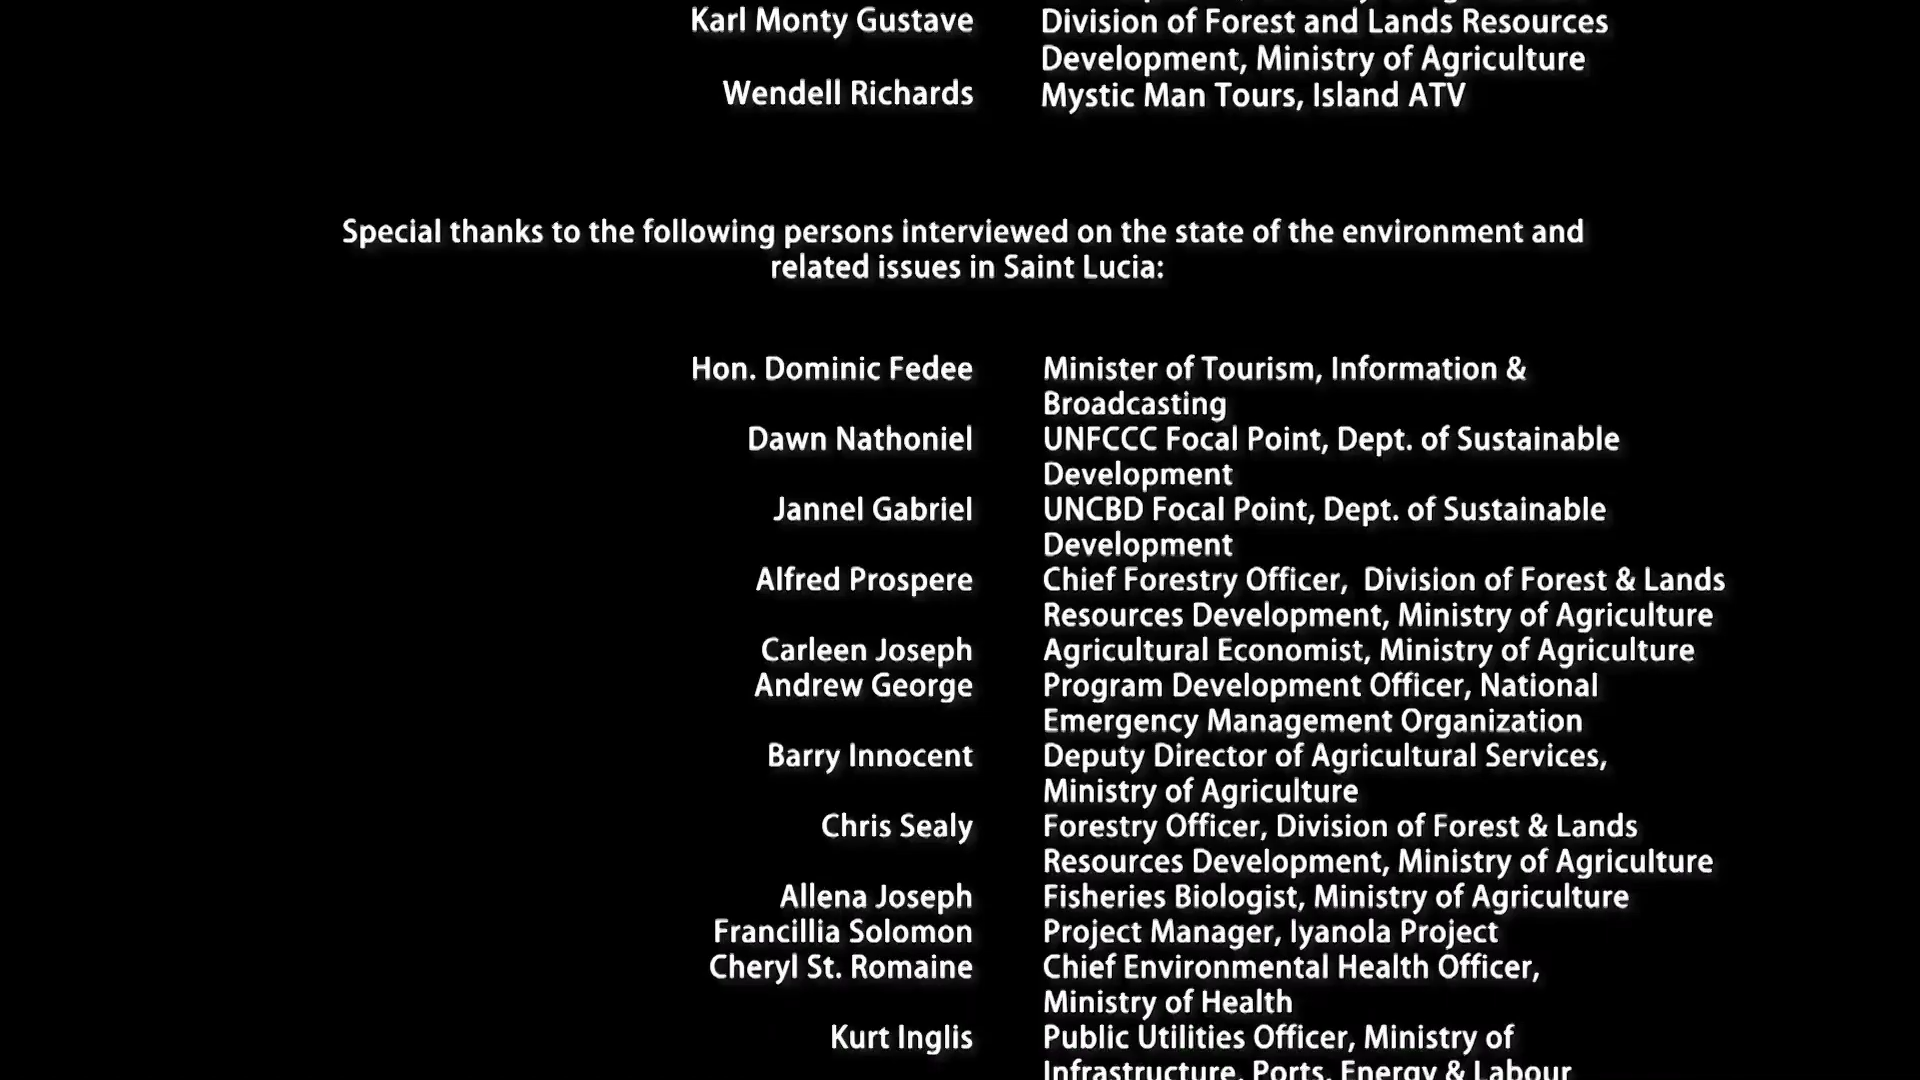 Karl Monty Gustave Division of Forest and Lands Resources
Development, Ministry of Agriculture
Wendell Richards Mystic Man Tours, Island ATV
Special thanks to the following persons interviewed on the state of the environment and
related issues in Saint Lucia:
Hon. Dominic Fedee Minister of Tourism, Information &
Broadcasting
Dawn Nathoniel UNFCCC Focal Point, Dept. of Sustainable
Development
Jannel Gabriel UNCBD Focal Point, Dept. of Sustainable
Development
Alfred Prospere Chief Forestry Officer, Division of Forest & Lands
Resources Development, Ministry of Agriculture
Carleen Joseph Agricultural Economist, Ministry of Agriculture
Andrew George Program Development Officer, National
Emergency Management Organization
Barry Innocent Deputy Director of Agricultural Services,
Ministry of Agriculture
Chris Sealy Forestry Officer, Division of Forest & Lands
Resources Development, Ministry of Agriculture
Allena Joseph Fisheries Biologist, Ministry of Agriculture
Francillia Solomon Project Manager, Iyanola Project
Cheryl St. Romaine Chief Environmental Health Officer,
Ministry of Health
Kurt Inglis Public Utilities Officer, Ministry of
Infrastructure, Ports, Energy & Labour